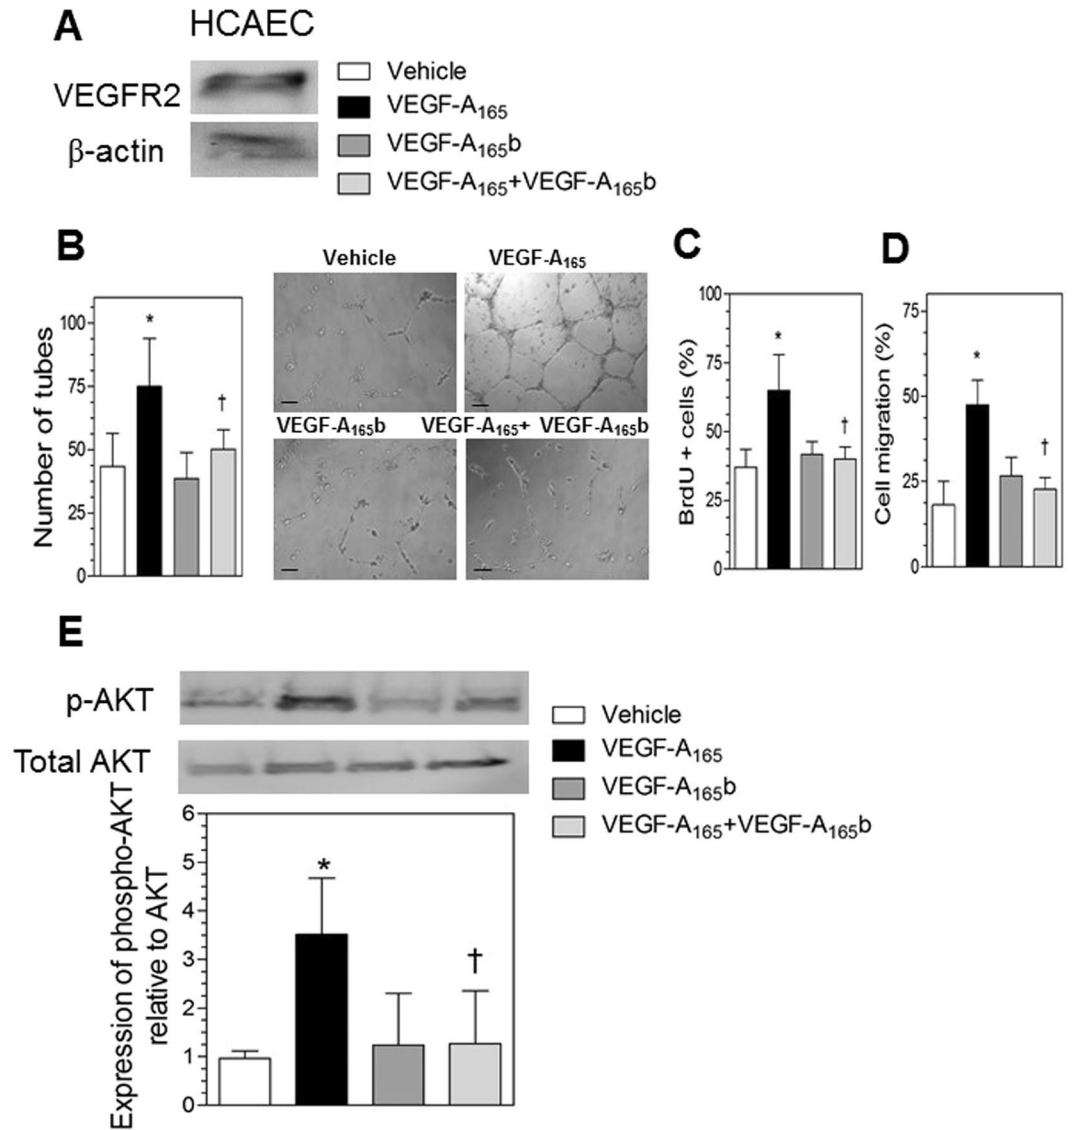 A
HCAEC
VEGFR2
β-actin
Vehicle
VEGF-A165
VEGF-A165b
VEGF-A165+VEGF-A165b
B
Number of tubes
100
75
50
25
0
*
†
Vehicle
VEGF-A165
VEGF-A165b
VEGF-A165+ VEGF-A165b
C
BrdU + cells (%)
100
75
50
25
0
*
†
D
Cell migration (%)
75
50
25
0
*
†
E
p-AKT
Total AKT
Vehicle
VEGF-A165
VEGF-A165b
VEGF-A165+VEGF-A165b
Expression of phospho-AKT
relative to AKT
6
5
4
3
2
1
0
*
†